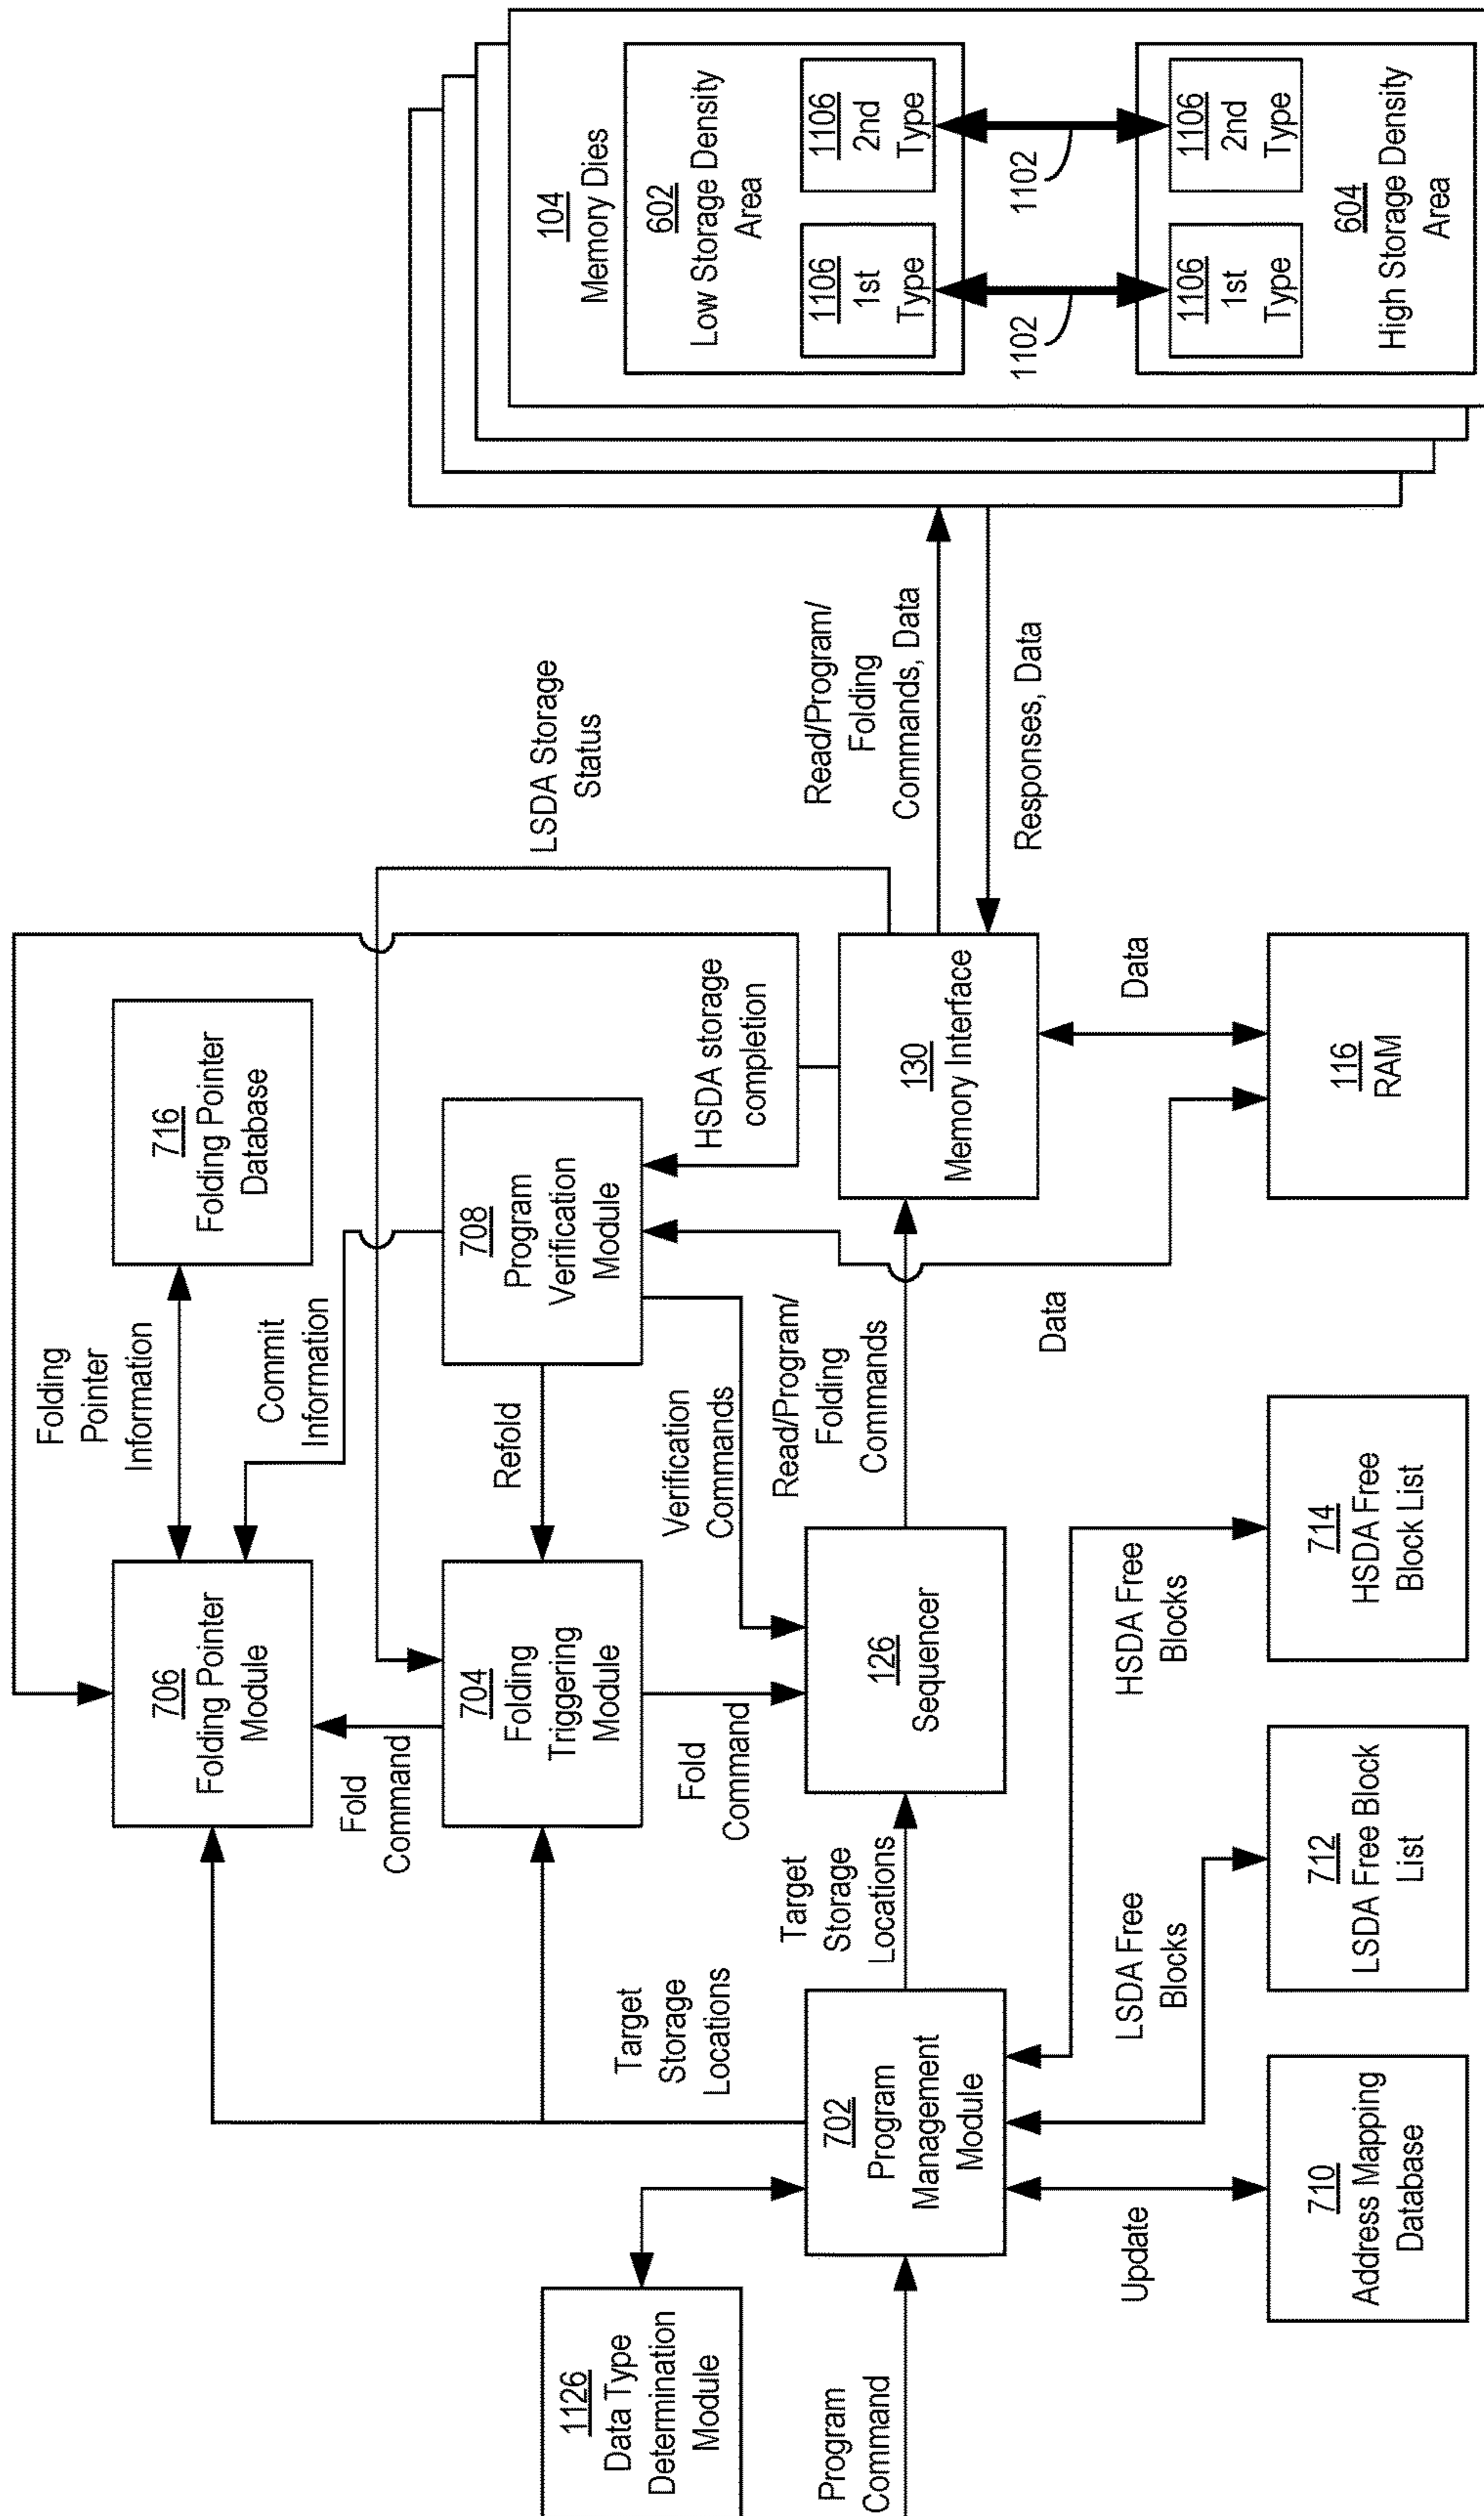 1126
Data Type
Determination
Module
Program
Command
702
Program
Management
Module
Target
Storage
Locations
Target
Storage
Locations
Update
710
Address Mapping
Database
LSDA Free
Blocks
712
LSDA Free Block
List
HSDA Free
Blocks
714
HSDA Free
Block List
706
Folding Pointer
Module
Fold
Command
704
Folding
Triggering
Module
Fold
Command
126
Sequencer
Folding
Pointer
Information
Commit
Information
Refold
Verification
Commands
Read/Program/
Folding
Commands
716
Folding Pointer
Database
708
Program
Verification
Module
HSDA storage
completion
130
Memory Interface
Data
Data
116
RAM
LSDA Storage
Status
Read/Program/
Folding
Commands, Data
Responses, Data
104
Memory Dies
602
Low Storage Density
Area
1106
1st
Type
1106
2nd
Type
1102
1102
1106
1st
Type
1106
2nd
Type
604
High Storage Density
Area